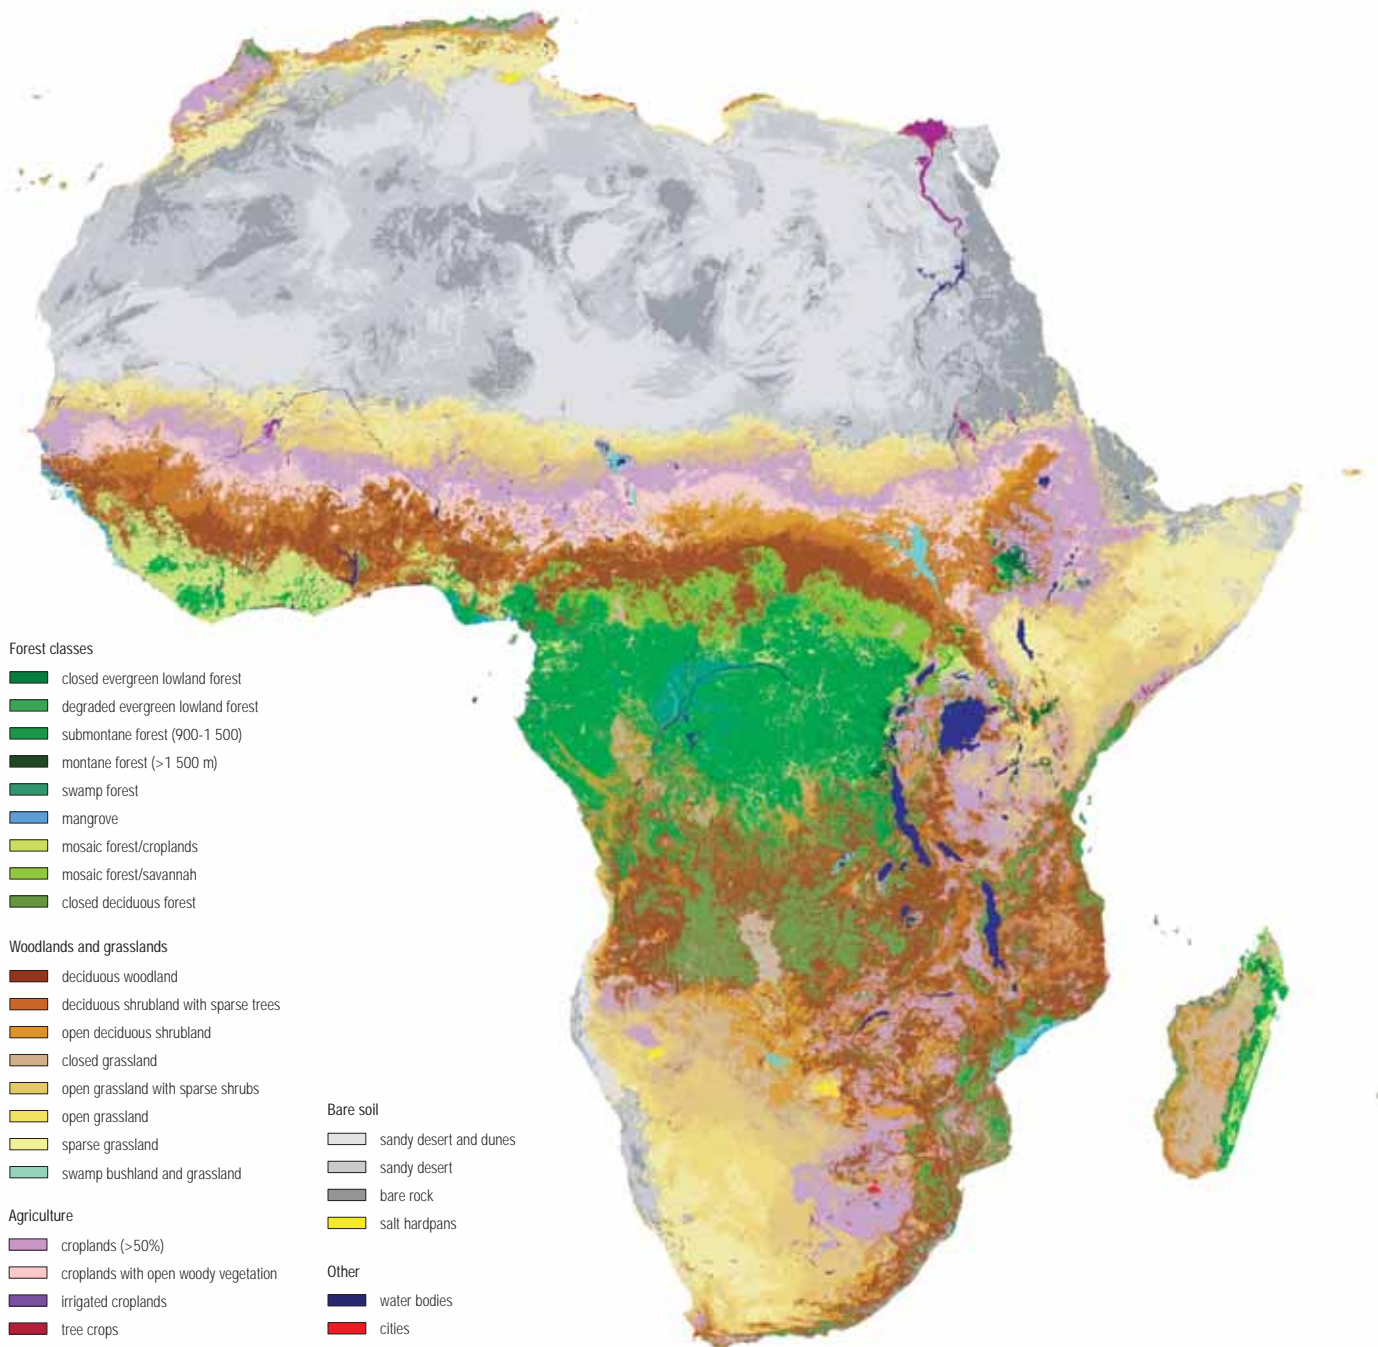 Forest classes
closed evergreen lowland forest
degraded evergreen lowland forest
submontane forest (900-1 500)
montane forest (>1 500 m)
swamp forest
mangrove
mosaic forest/croplands
mosaic forest/savannah
closed deciduous forest
Woodlands and grasslands
deciduous woodland
deciduous shrubland with sparse trees
open deciduous shrubland
closed grassland
open grassland with sparse shrubs
open grassland
sparse grassland
swamp bushland and grassland
Agriculture
croplands (>50%)
croplands with open woody vegetation
irrigated croplands
tree crops
Bare soil
sandy desert and dunes
sandy desert
bare rock
salt hardpans
Other
water bodies
cities